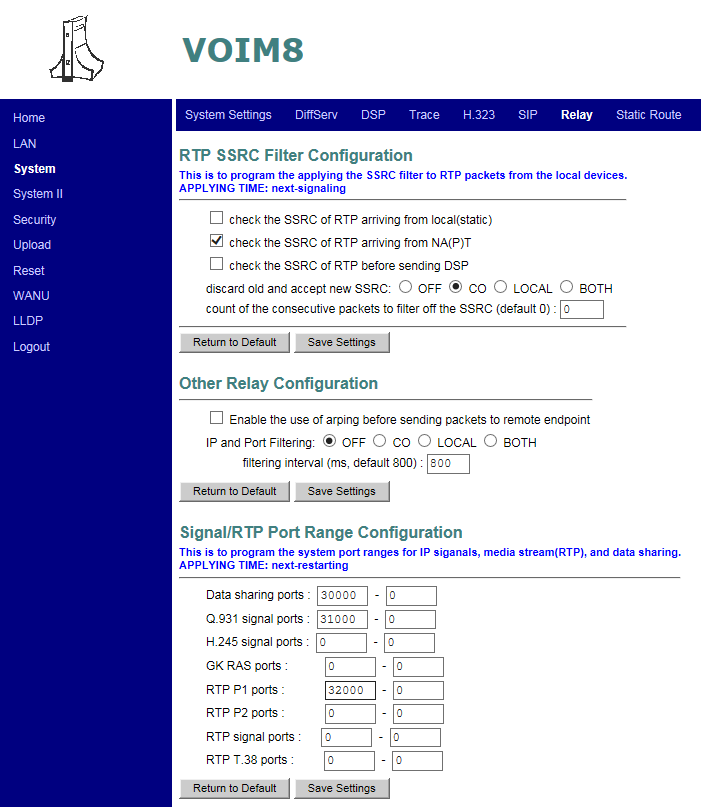 VOIM8
System Settings DiffServ DSP Trace H.323 SIP Relay Static Route
Home
LAN
System
System II
Security
Upload
Reset
WANU
LLDP
Logout
RTP SSRC Filter Configuration
This is to program the applying the SSRC filter to RTP packets from the local devices.
APPLYING TIME: next-signaling
check the SSRC of RTP arriving from local(static)
check the SSRC of RTP arriving from NA(P)T
check the SSRC of RTP before sending DSP
discard old and accept new SSRC: OFF CO LOCAL BOTH
count of the consecutive packets to filter off the SSRC (default 0) : 0
Return to Default Save Settings
Other Relay Configuration
Enable the use of arping before sending packets to remote endpoint
IP and Port Filtering: OFF CO LOCAL BOTH
filtering interval (ms, default 800) : 800
Return to Default Save Settings
Signal/RTP Port Range Configuration
This is to program the system port ranges for IP siganals, media stream(RTP), and data sharing.
APPLYING TIME: next-restarting
Data sharing ports : 30000 - 0
Q.931 signal ports : 31000 - 0
H.245 signal ports : 0 - 0
GK RAS ports : 0 - 0
RTP P1 ports : 32000 - 0
RTP P2 ports : 0 - 0
RTP signal ports : 0 - 0
RTP T.38 ports : 0 - 0
Return to Default Save Settings